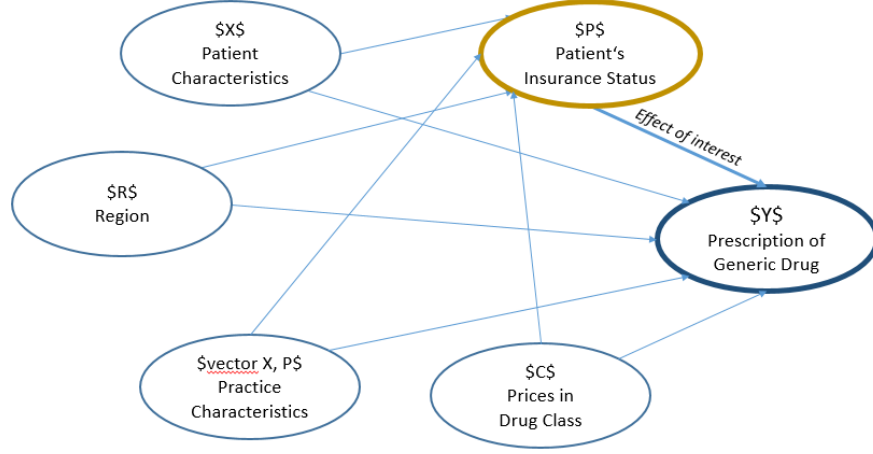 $X$
Patient
Characteristics
$P$
Patient‘s
Insurance Status
Effect of interest
$R$
Region
$Y$
Prescription of
Generic Drug
$vector X, P$
Practice
Characteristics
$C$
Prices in
Drug Class